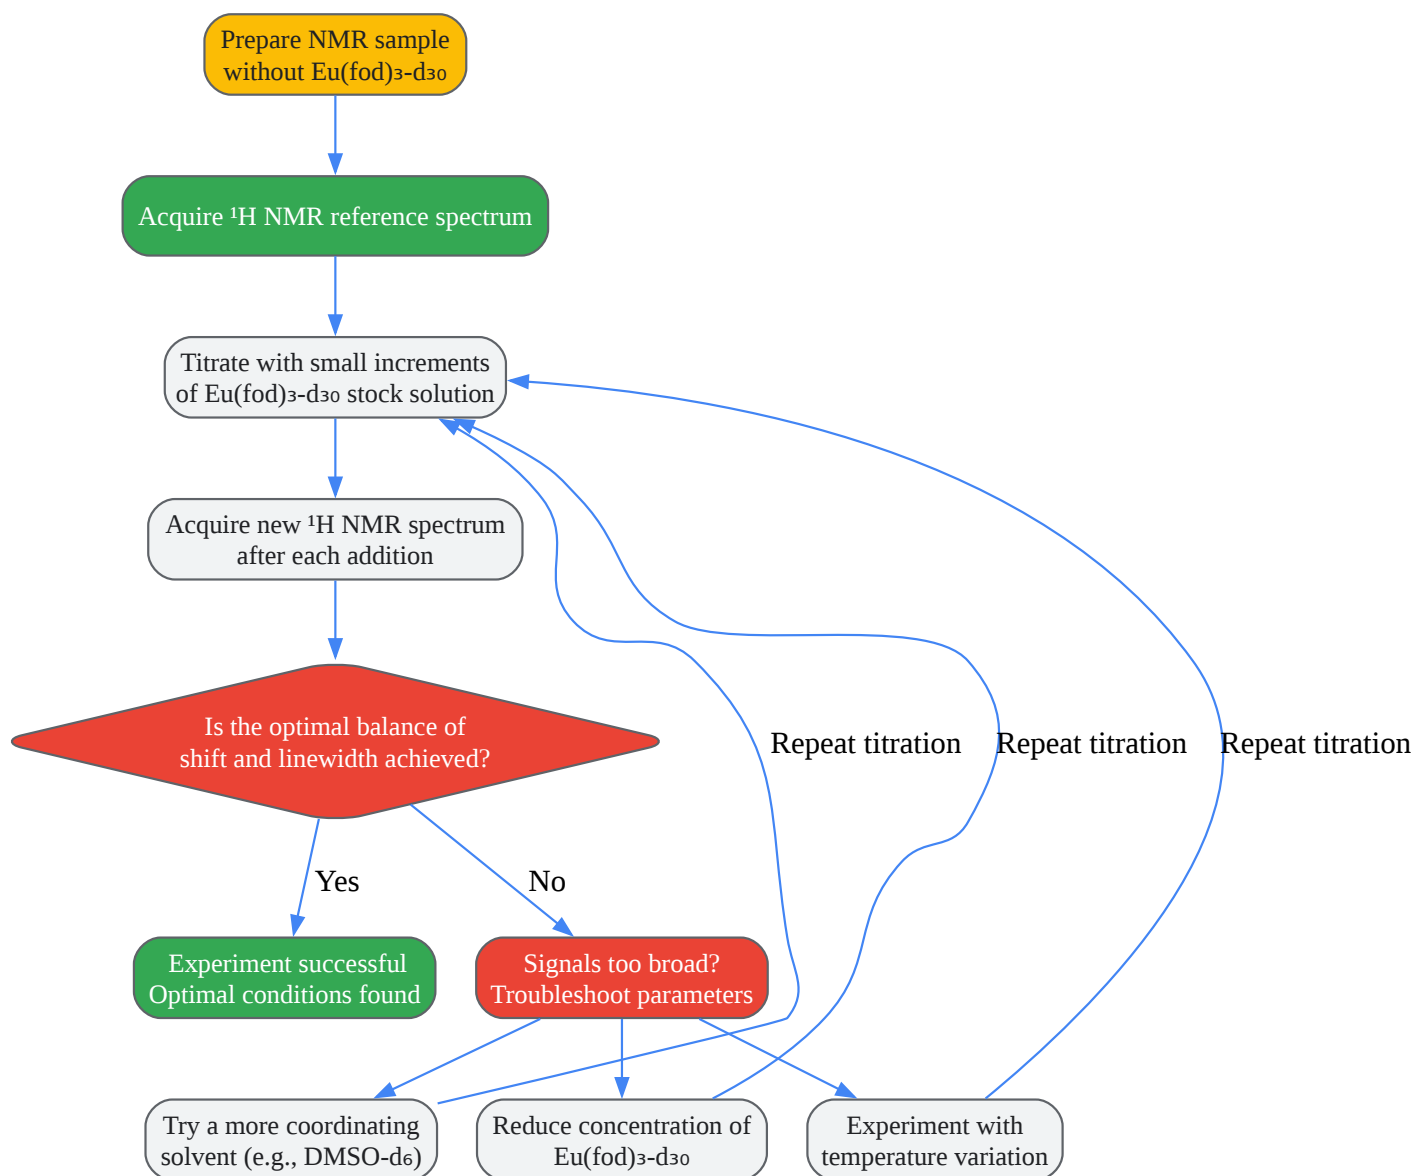 Prepare NMR sample
without Eu(fod)₃-d₃₀
Acquire ¹H NMR reference spectrum
Titrate with small increments
of Eu(fod)₃-d₃₀ stock solution
Acquire new ¹H NMR spectrum
after each addition
Is the optimal balance of
shift and linewidth achieved?
Repeat titration
Repeat titration
Repeat titration
Yes
No
Experiment successful
Optimal conditions found
Signals too broad?
Troubleshoot parameters
Try a more coordinating
solvent (e.g., DMSO-d₆)
Reduce concentration of
Eu(fod)₃-d₃₀
Experiment with
temperature variation